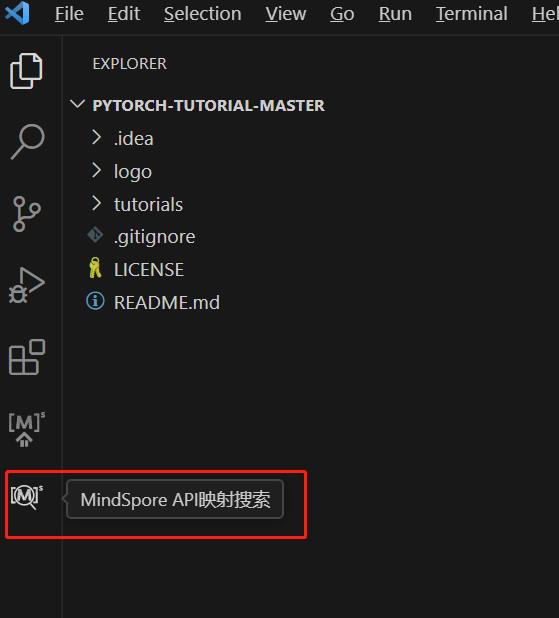 File Edit Selection View Go Run Terminal Hel
EXPLORER
PYTORCH-TUTORIAL-MASTER
.idea
logo
tutorials
.gitignore
LICENSE
README.md
[M]s
[M]s
MindSpore API映射搜索